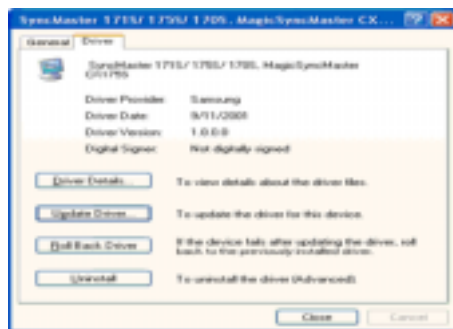 SyncMaster 171S/ 175S/ 170S, MagicSyncMaster CX...
General Driver
SyncMaster 171S/ 175S/ 170S, MagicSyncMaster
Driver Provider: Samsung
Driver Date: 9/11/2001
Driver Version: 1.0.0.0
Digital Signer: Not digitally signed
Driver Details... To view details about the driver files.
Update Driver... To update the driver for this device.
Roll Back Driver If the device fails after updating the driver, roll
back to the previously installed driver.
Uninstall To uninstall the driver (Advanced).
Close Cancel